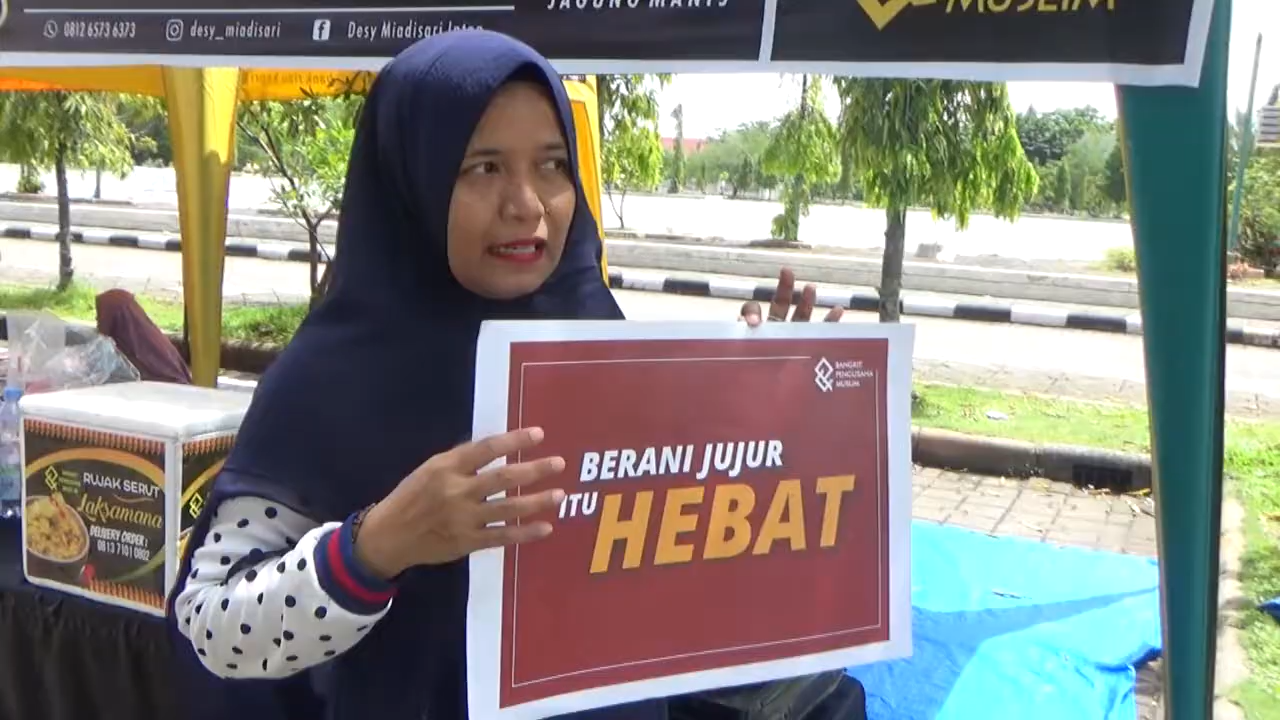 JAGUNG MANIS
MUSLIM
0812 6573 6373
desy_miadisari
Desy Miadisari Intan
BANGKIT
PENGUSAHA
MUSLIM
BERANI JUJUR
ITU HEBAT
RUJAK SERUT
Laksamana
DELIVERY ORDER :
0813 7101 0802